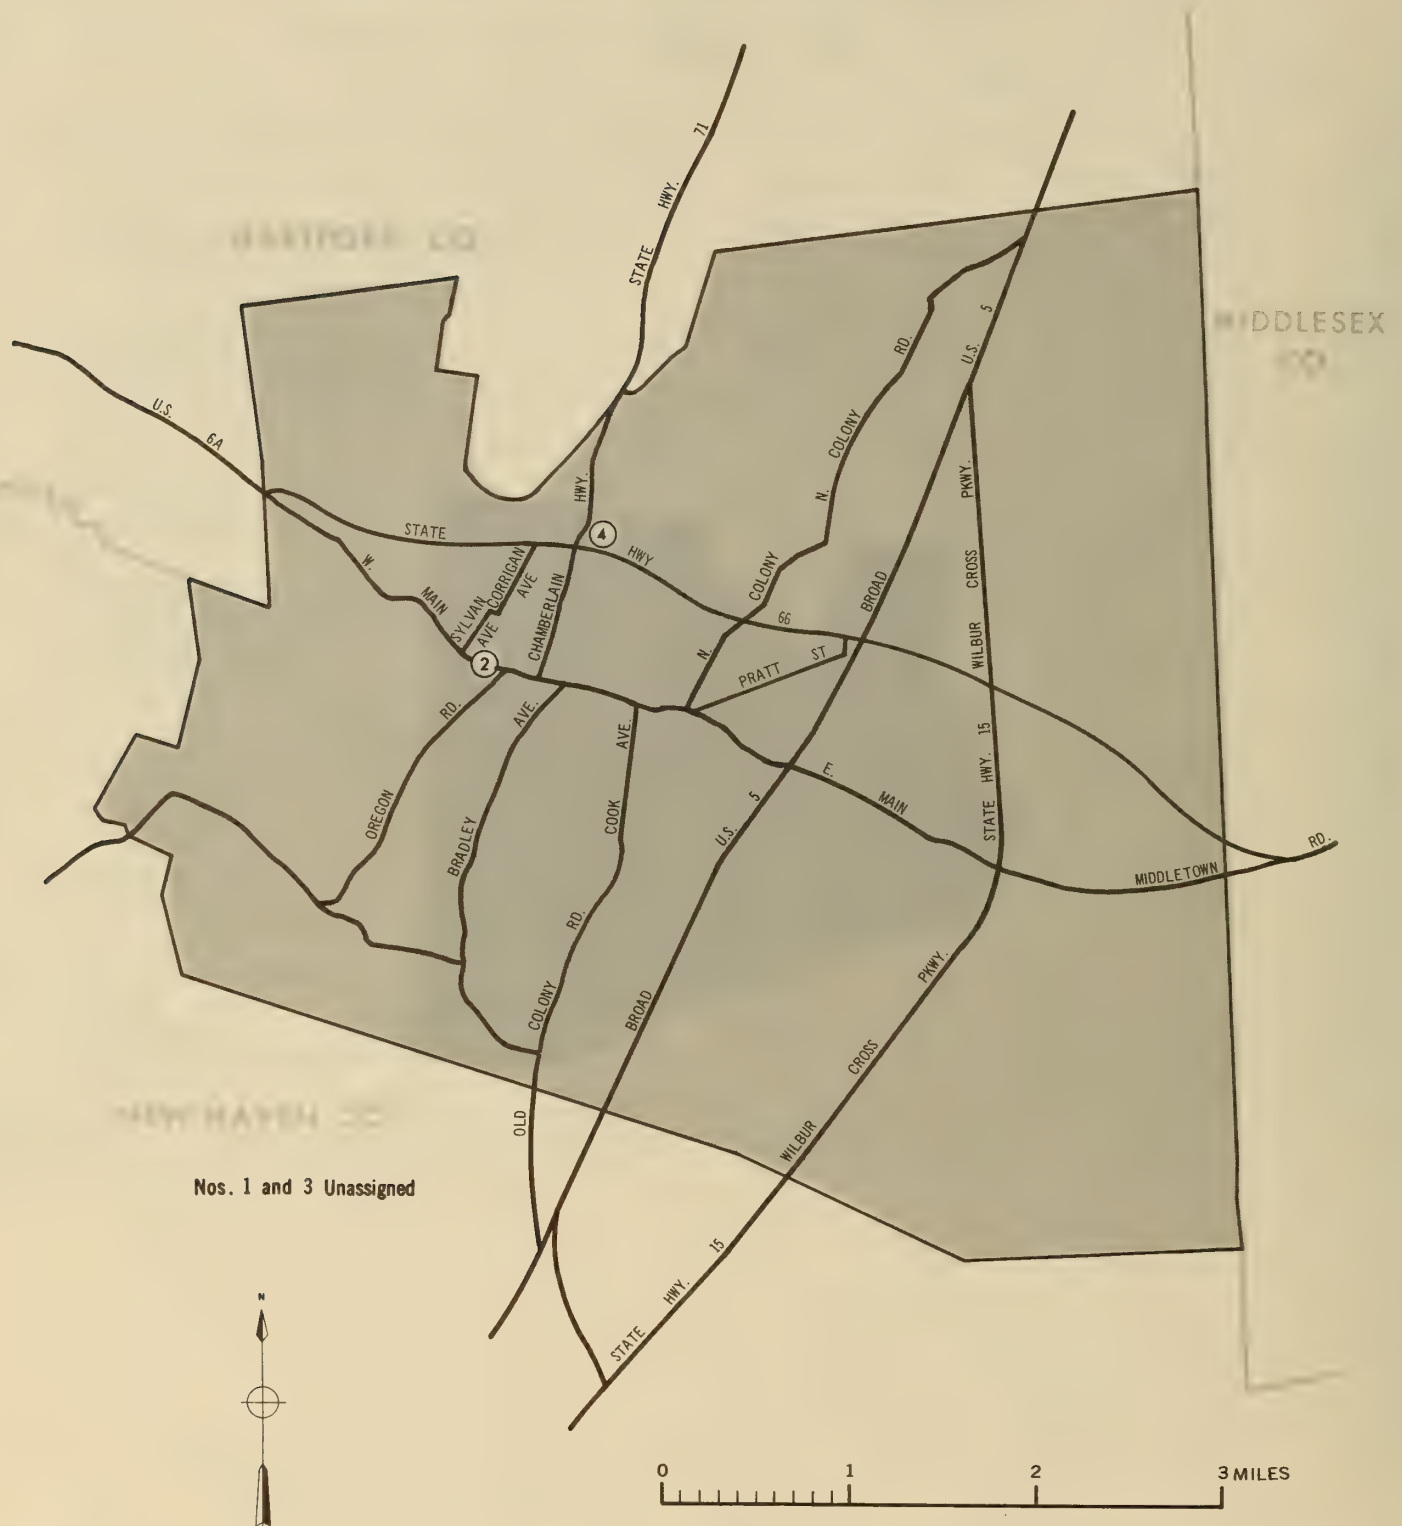 STATE HWY. 71
HARTFORD CO.
MIDDLESEX
CO.
U.S. 6A
U.S. 5
N. COLONY RD.
HWY.
PKWY.
CROSS
WILBUR
STATE HWY. 15
STATE HWY 66
4
W. MAIN
CORRIGAN
AVE
SYLVAN
AVE
CHAMBERLAIN
N. COLONY
BROAD
2
PRATT ST
OREGON RD.
BRADLEY AVE.
COOK AVE.
U.S. 5
E. MAIN
MIDDLETOWN RD.
OLD COLONY RD.
BROAD
STATE HWY. 15
WILBUR CROSS PKWY.
NEW HAVEN CO.
Nos. 1 and 3 Unassigned
N
0 1 2 3 MILES